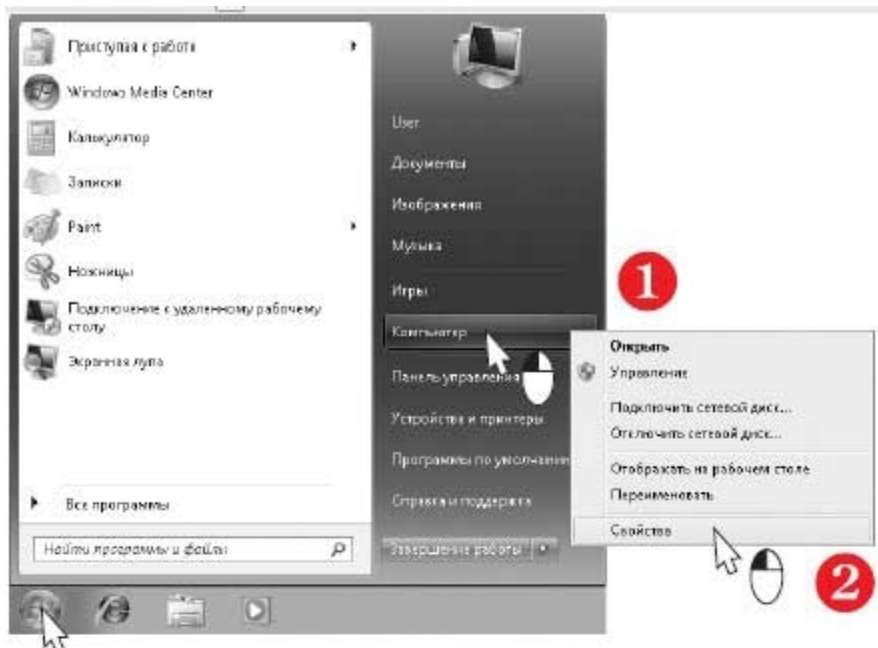 Приступая к работе
Windows Media Center
Калькулятор
Записки
Paint
Ножницы
Подключение к удаленному рабочему
столу
Экранная лупа
Все программы
Найти программы и файлы
User
Документы
Изображения
Музыка
Игры
Компьютер
Панель управления
Устройства и принтеры
Программы по умолчанию
Справка и поддержка
Завершение работы
1
Открыть
Управление
Подключить сетевой диск...
Отключить сетевой диск...
Отображать на рабочем столе
Переименовать
Свойства
2